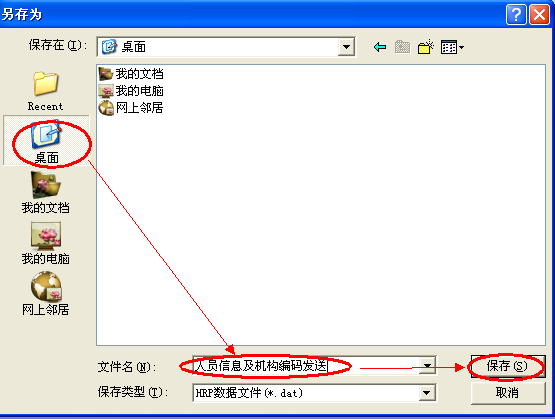 另存为
保存在(I):
桌面
我的文档
我的电脑
网上邻居
Recent
桌面
我的文档
我的电脑
网上邻居
文件名(N):
人员信息及机构编码发送
保存(S)
保存类型(T):
HRP数据文件(*.dat)
取消